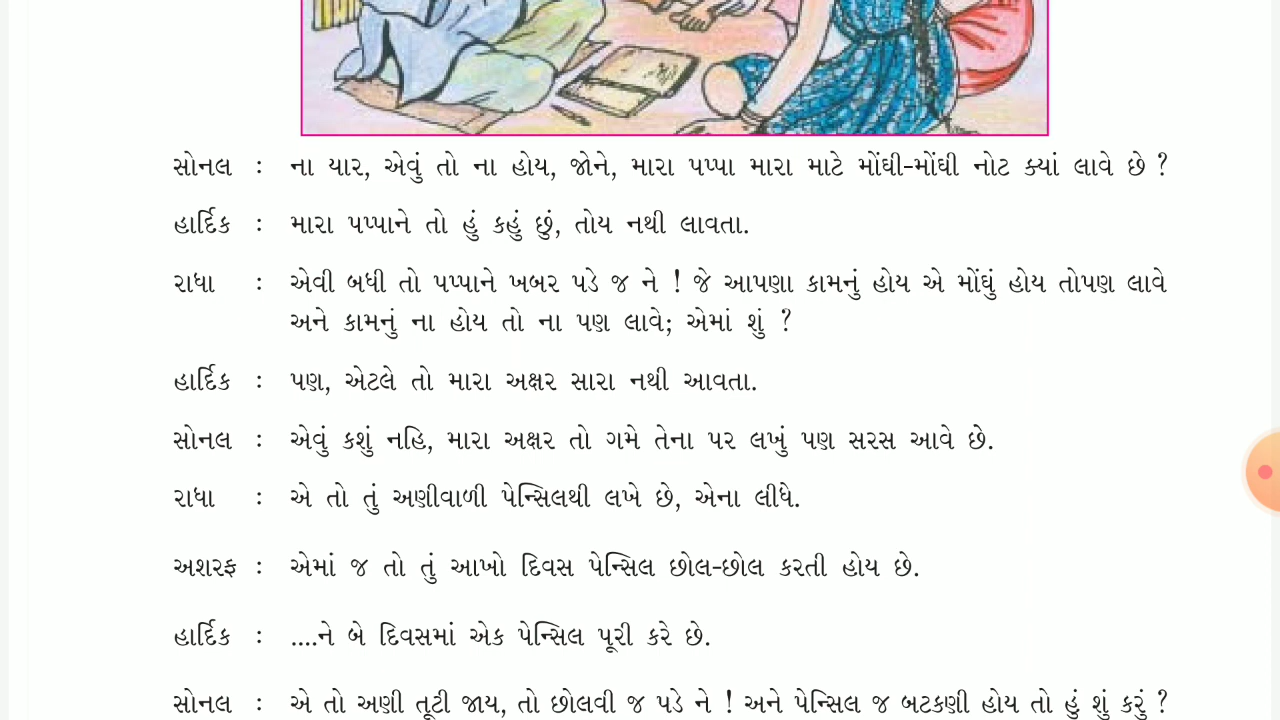 સોનલ : ના યાર, એવું તો ના હોય, જોને, મારા પપ્પા મારા માટે મોંઘી-મોંઘી નોટ ક્યાં લાવે છે ?
હાર્દિક : મારા પપ્પાને તો હું કહું છું, તોય નથી લાવતા.
રાધા : એવી બધી તો પપ્પાને ખબર પડે જ ને ! જે આપણા કામનું હોય એ મોંઘું હોય તોપણ લાવે
અને કામનું ના હોય તો ના પણ લાવે; એમાં શું ?
હાર્દિક : પણ, એટલે તો મારા અક્ષર સારા નથી આવતા.
સોનલ : એવું કશું નહિ, મારા અક્ષર તો ગમે તેના પર લખું પણ સરસ આવે છે.
રાધા : એ તો તું અણીવાળી પેન્સિલથી લખે છે, એના લીધે.
અશરફ : એમાં જ તો તું આખો દિવસ પેન્સિલ છોલ-છોલ કરતી હોય છે.
હાર્દિક : ....ને બે દિવસમાં એક પેન્સિલ પૂરી કરે છે.
સોનલ : એ તો અણી તૂટી જાય, તો છોલવી જ પડે ને ! અને પેન્સિલ જ બટકણી હોય તો હું શું કરું ?